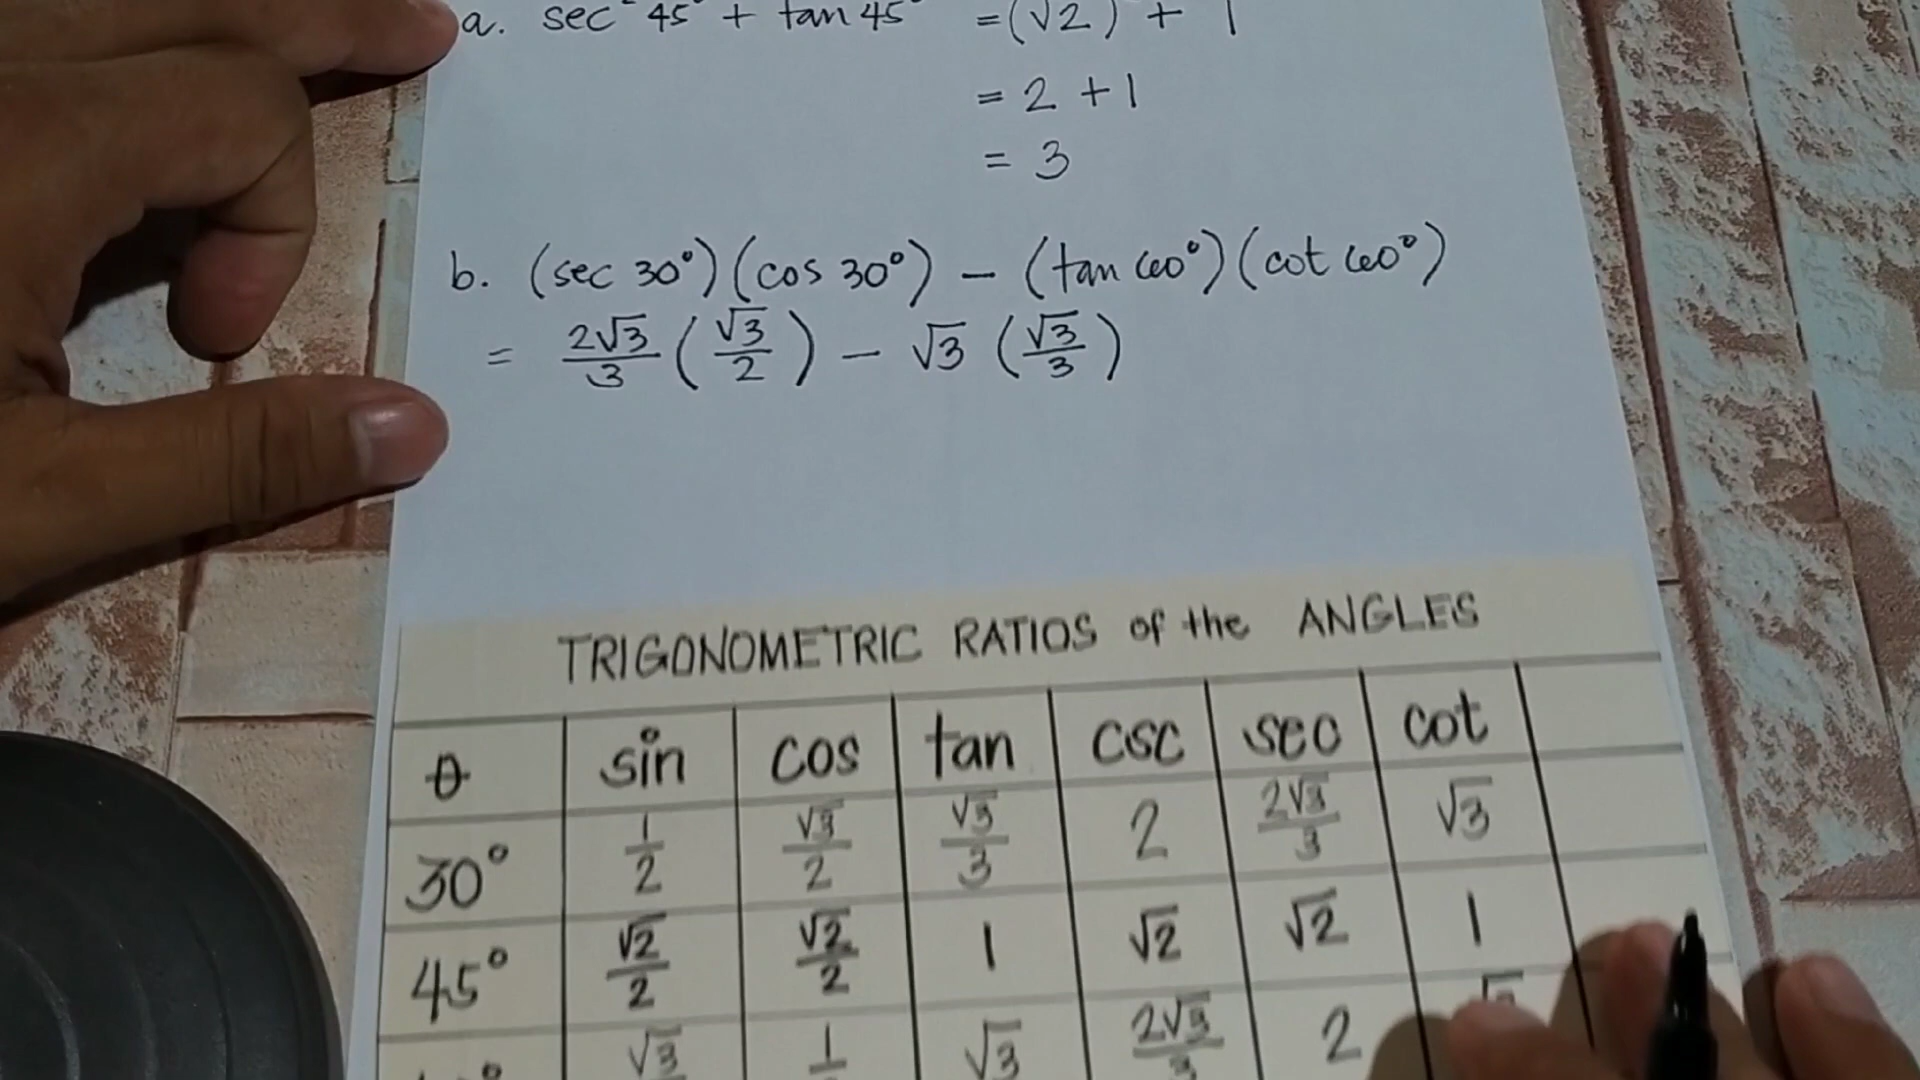 a. sec² 45° + tan 45° = (√2) + 1
= 2 + 1
= 3
b. (sec 30°)(cos 30°) – (tan 60°)(cot 60°)
= 2√3/3 (√3/2) – √3 (√3/3)
TRIGONOMETRIC RATIOS of the ANGLES
θ sin cos tan csc sec cot
30° 1/2 √3/2 √3/3 2 2√3/3 √3
45° √2/2 √2/2 1 √2 √2 1
√3 1 √3 2√3/3 2